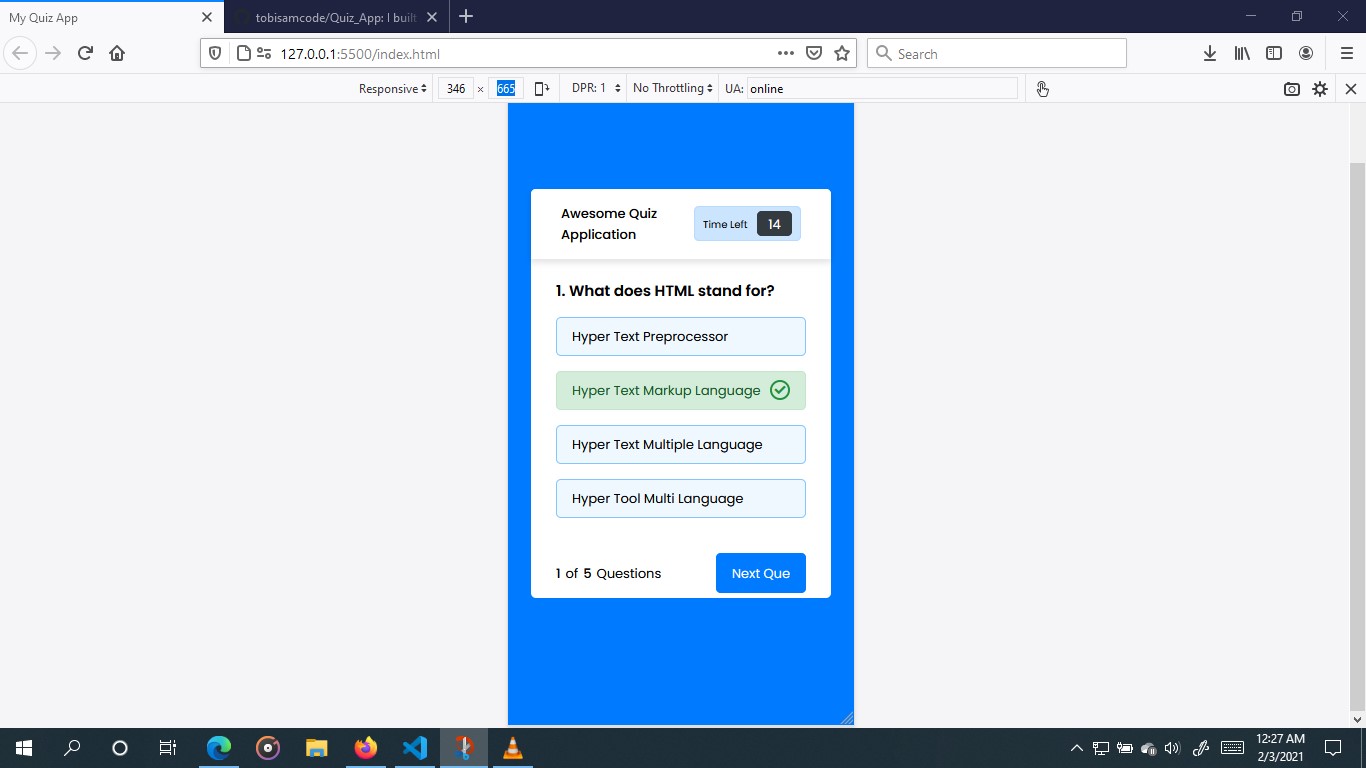 My Quiz App
tobisamcode/Quiz_App: I built
127.0.0.1:5500/index.html
Search
Responsive
346 × 665
DPR: 1
No Throttling
UA: online
Awesome Quiz
Application
Time Left 14
1. What does HTML stand for?
Hyper Text Preprocessor
Hyper Text Markup Language
Hyper Text Multiple Language
Hyper Tool Multi Language
1 of 5 Questions
Next Que
12:27 AM
2/3/2021